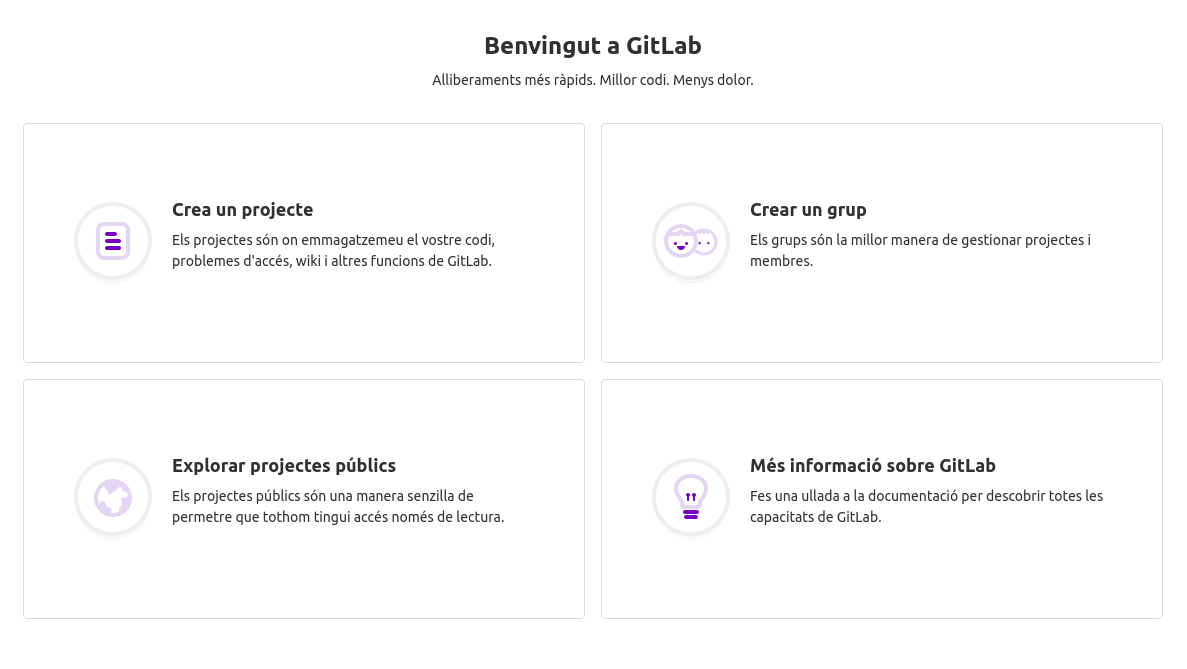 Benvingut a GitLab
Alliberaments més ràpids. Millor codi. Menys dolor.
Crea un projecte
Els projectes són on emmagatzemeu el vostre codi,
problemes d'accés, wiki i altres funcions de GitLab.
Crear un grup
Els grups són la millor manera de gestionar projectes i
membres.
Explorar projectes públics
Els projectes públics són una manera senzilla de
permetre que tothom tingui accés només de lectura.
Més informació sobre GitLab
Fes una ullada a la documentació per descobrir totes les
capacitats de GitLab.